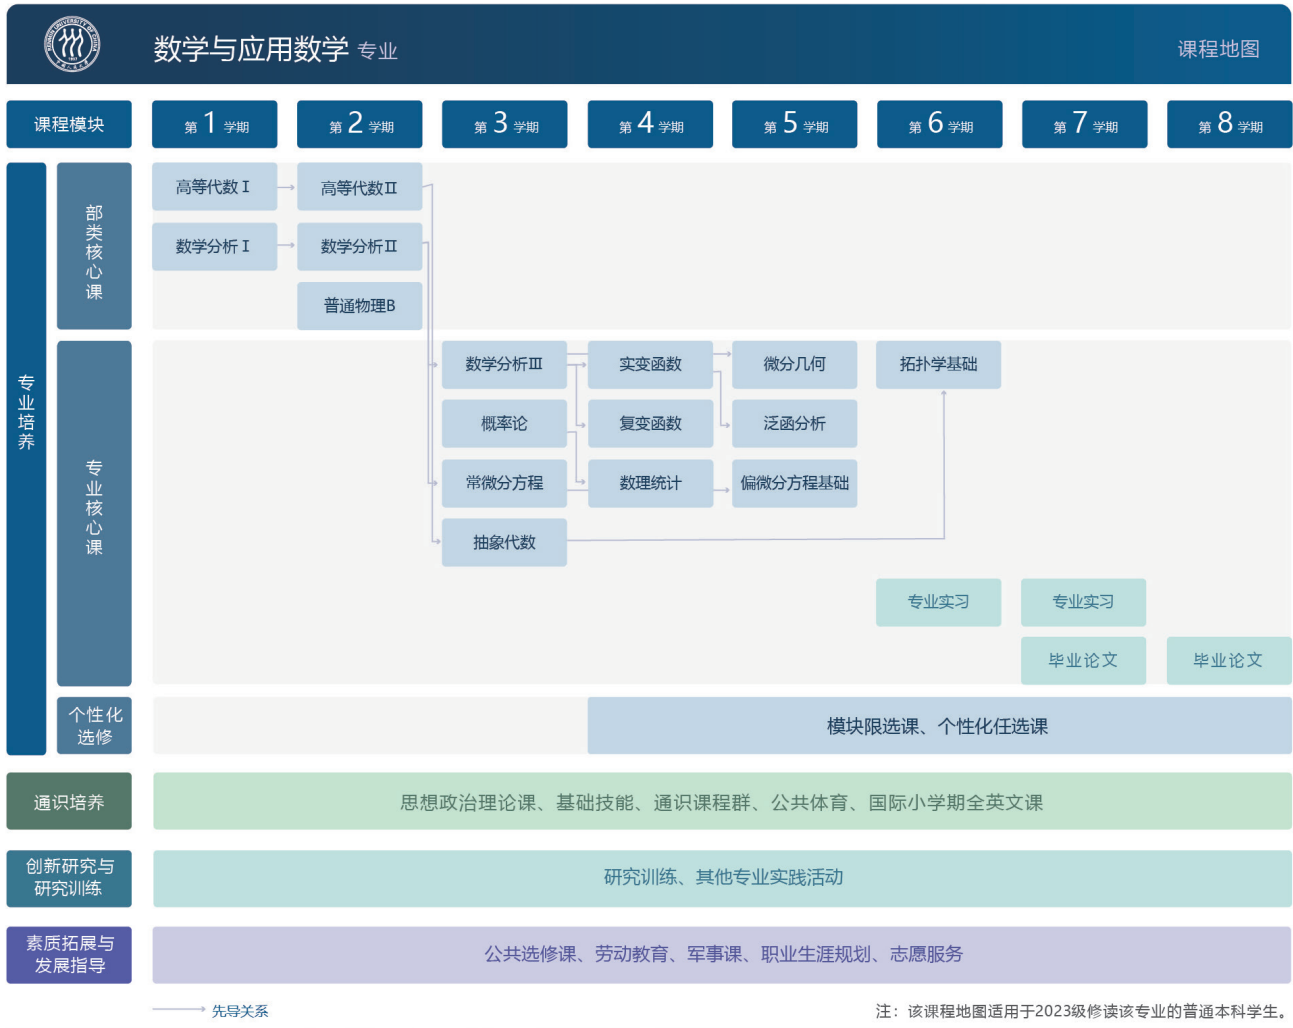 RENMIN UNIVERSITY OF CHINA
1937
中国人民大学
数学与应用数学 专业
课程地图
课程模块
第 1 学期
第 2 学期
第 3 学期
第 4 学期
第 5 学期
第 6 学期
第 7 学期
第 8 学期
专业培养
部类核心课
高等代数Ⅰ
高等代数Ⅱ
数学分析Ⅰ
数学分析Ⅱ
普通物理B
专业核心课
数学分析Ⅲ
实变函数
微分几何
拓扑学基础
概率论
复变函数
泛函分析
常微分方程
数理统计
偏微分方程基础
抽象代数
专业实习
专业实习
毕业论文
毕业论文
个性化
选修
模块限选课、个性化任选课
通识培养
思想政治理论课、基础技能、通识课程群、公共体育、国际小学期全英文课
创新研究与
研究训练
研究训练、其他专业实践活动
素质拓展与
发展指导
公共选修课、劳动教育、军事课、职业生涯规划、志愿服务
先导关系
注：该课程地图适用于2023级修读该专业的普通本科学生。